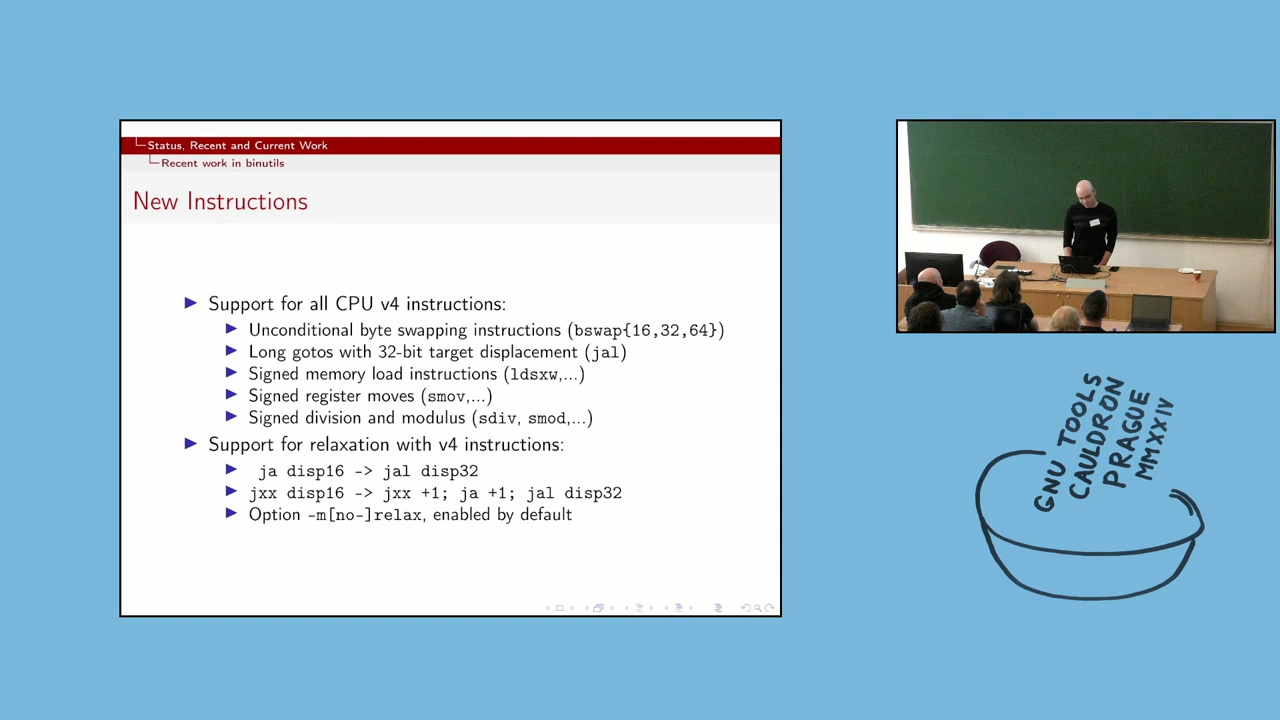 Status, Recent and Current Work
Recent work in binutils
New Instructions
Support for all CPU v4 instructions:
Unconditional byte swapping instructions (bswap{16,32,64})
Long gotos with 32-bit target displacement (jal)
Signed memory load instructions (ldsxw,...)
Signed register moves (smov,...)
Signed division and modulus (sdiv, smod,...)
Support for relaxation with v4 instructions:
ja disp16 -> jal disp32
jxx disp16 -> jxx +1; ja +1; jal disp32
Option -m[no-]relax, enabled by default
GNU TOOLS
CAULDRON
PRAGUE
MMXXIV